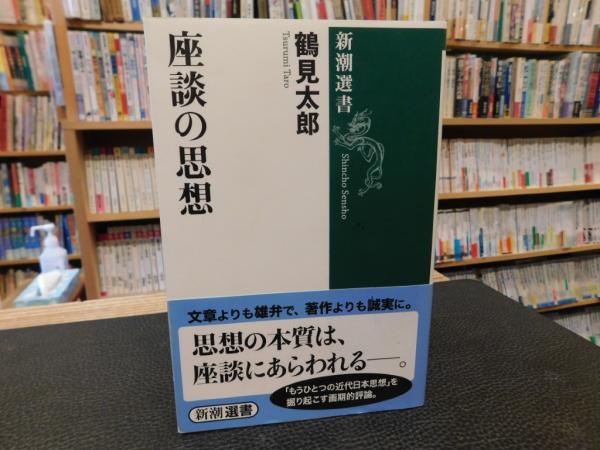 座談の思想
鶴見太郎
Tsurumi Taro
新潮選書
Shincho Sensho
文章よりも雄弁で、著作よりも誠実に。
思想の本質は、
座談にあらわれる――。
「もうひとつの近代日本思想」を
掘り起こす画期的評論。
新潮選書